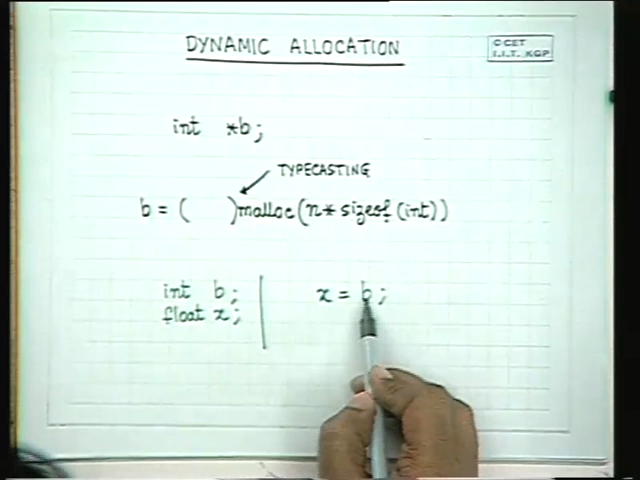 DYNAMIC ALLOCATION
© CET
I.I.T. KGP
int *b;
TYPECASTING
b = ( )malloc(n* sizeof (int))
int b; x = b;
float x;